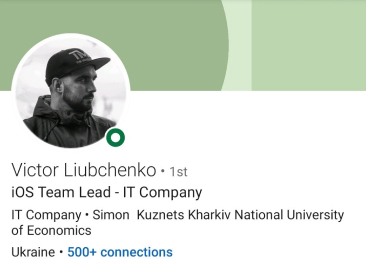 Victor Liubchenko • 1st
iOS Team Lead - IT Company
IT Company • Simon Kuznets Kharkiv National University
of Economics
Ukraine • 500+ connections